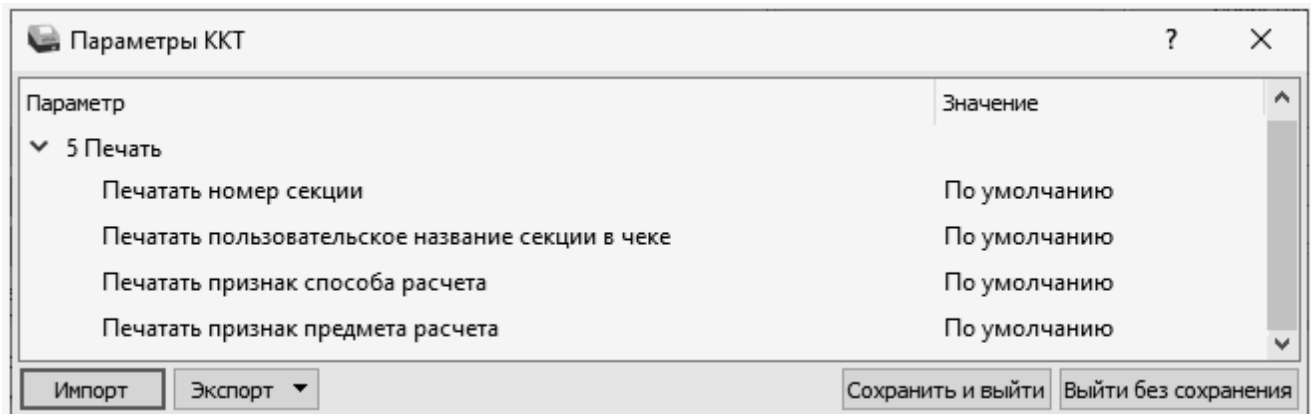 Параметры ККТ ?
Параметр Значение
5 Печать
Печатать номер секции По умолчанию
Печатать пользовательское название секции в чеке По умолчанию
Печатать признак способа расчета По умолчанию
Печатать признак предмета расчета По умолчанию
Импорт Экспорт Сохранить и выйти Выйти без сохранения